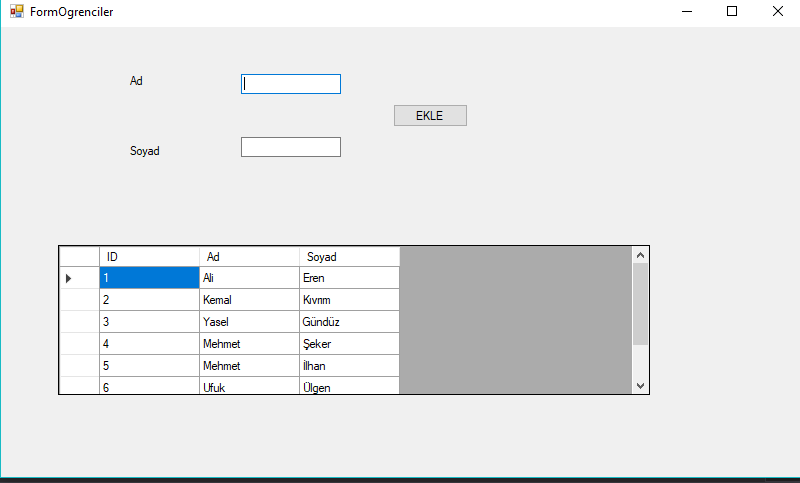 FormOgrenciler
Ad
EKLE
Soyad
ID Ad Soyad
1 Ali Eren
2 Kemal Kıvrım
3 Yasel Gündüz
4 Mehmet Şeker
5 Mehmet İlhan
6 Ufuk Ülgen